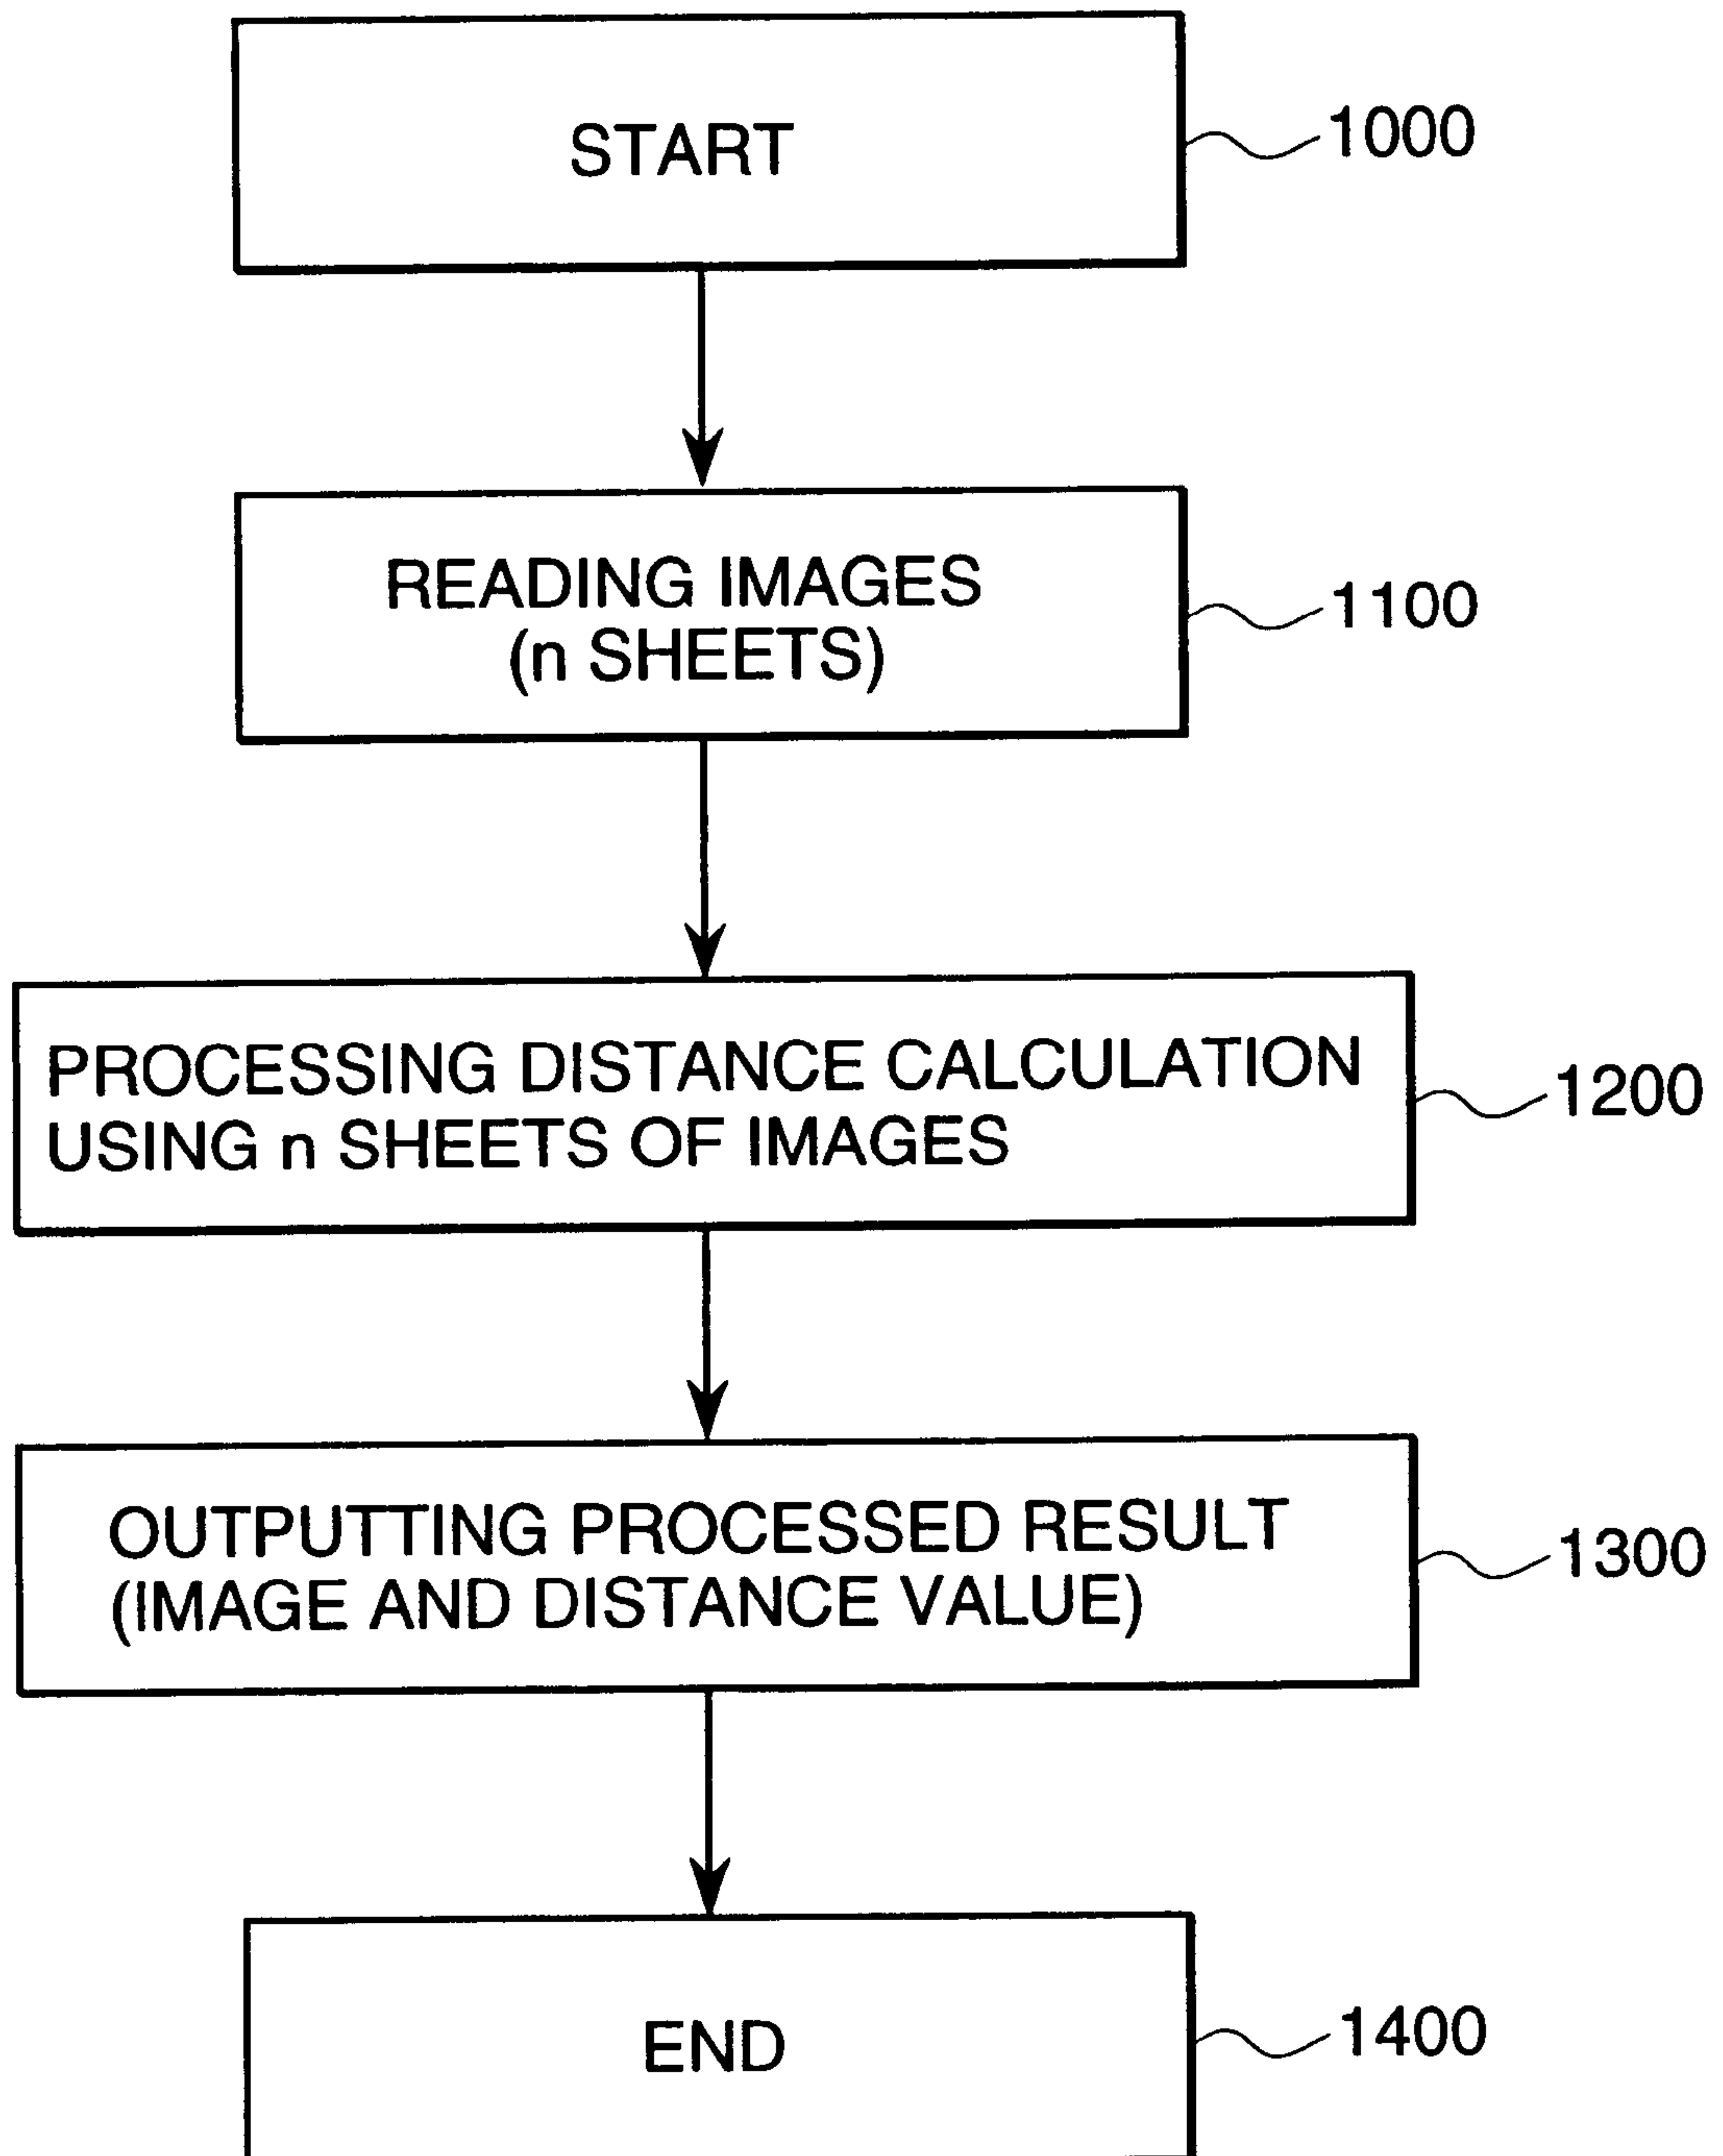 START
1000
READING IMAGES
(n SHEETS)
1100
PROCESSING DISTANCE CALCULATION
USING n SHEETS OF IMAGES
1200
OUTPUTTING PROCESSED RESULT
(IMAGE AND DISTANCE VALUE)
1300
END
1400